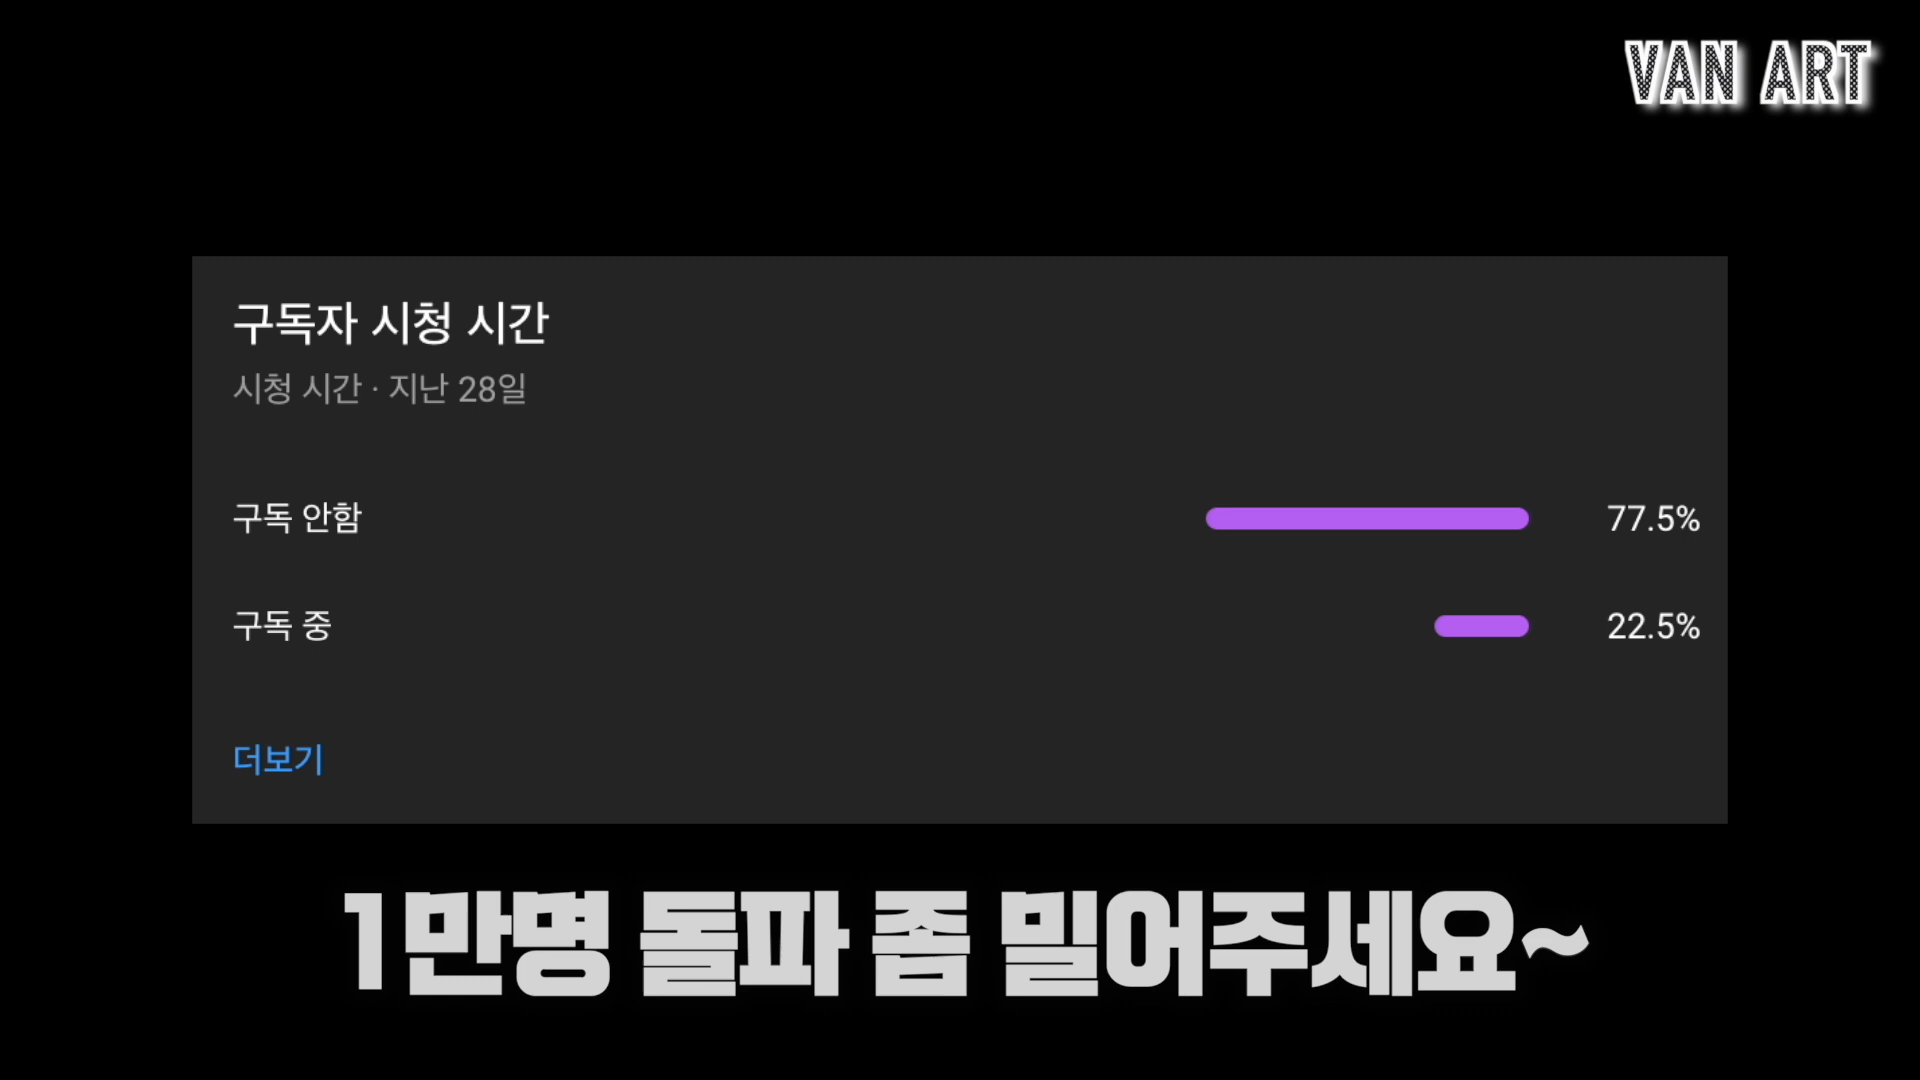 VAN ART
구독자 시청 시간
시청 시간 · 지난 28일
구독 안함 77.5%
구독 중 22.5%
더보기
1만명 돌파 좀 밀어주세요~